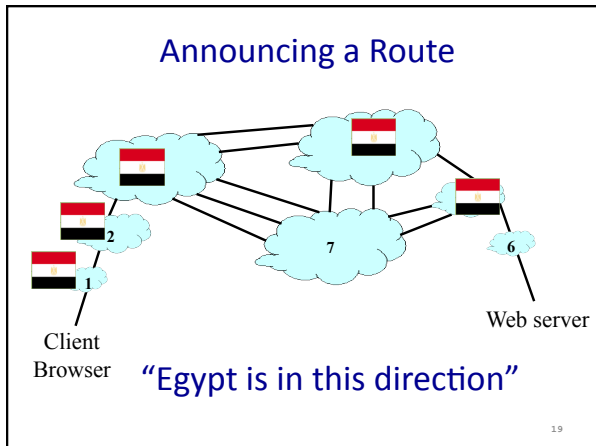 Announcing a Route
2
1
7
6
Client
Browser
Web server
“Egypt is in this direction”
19